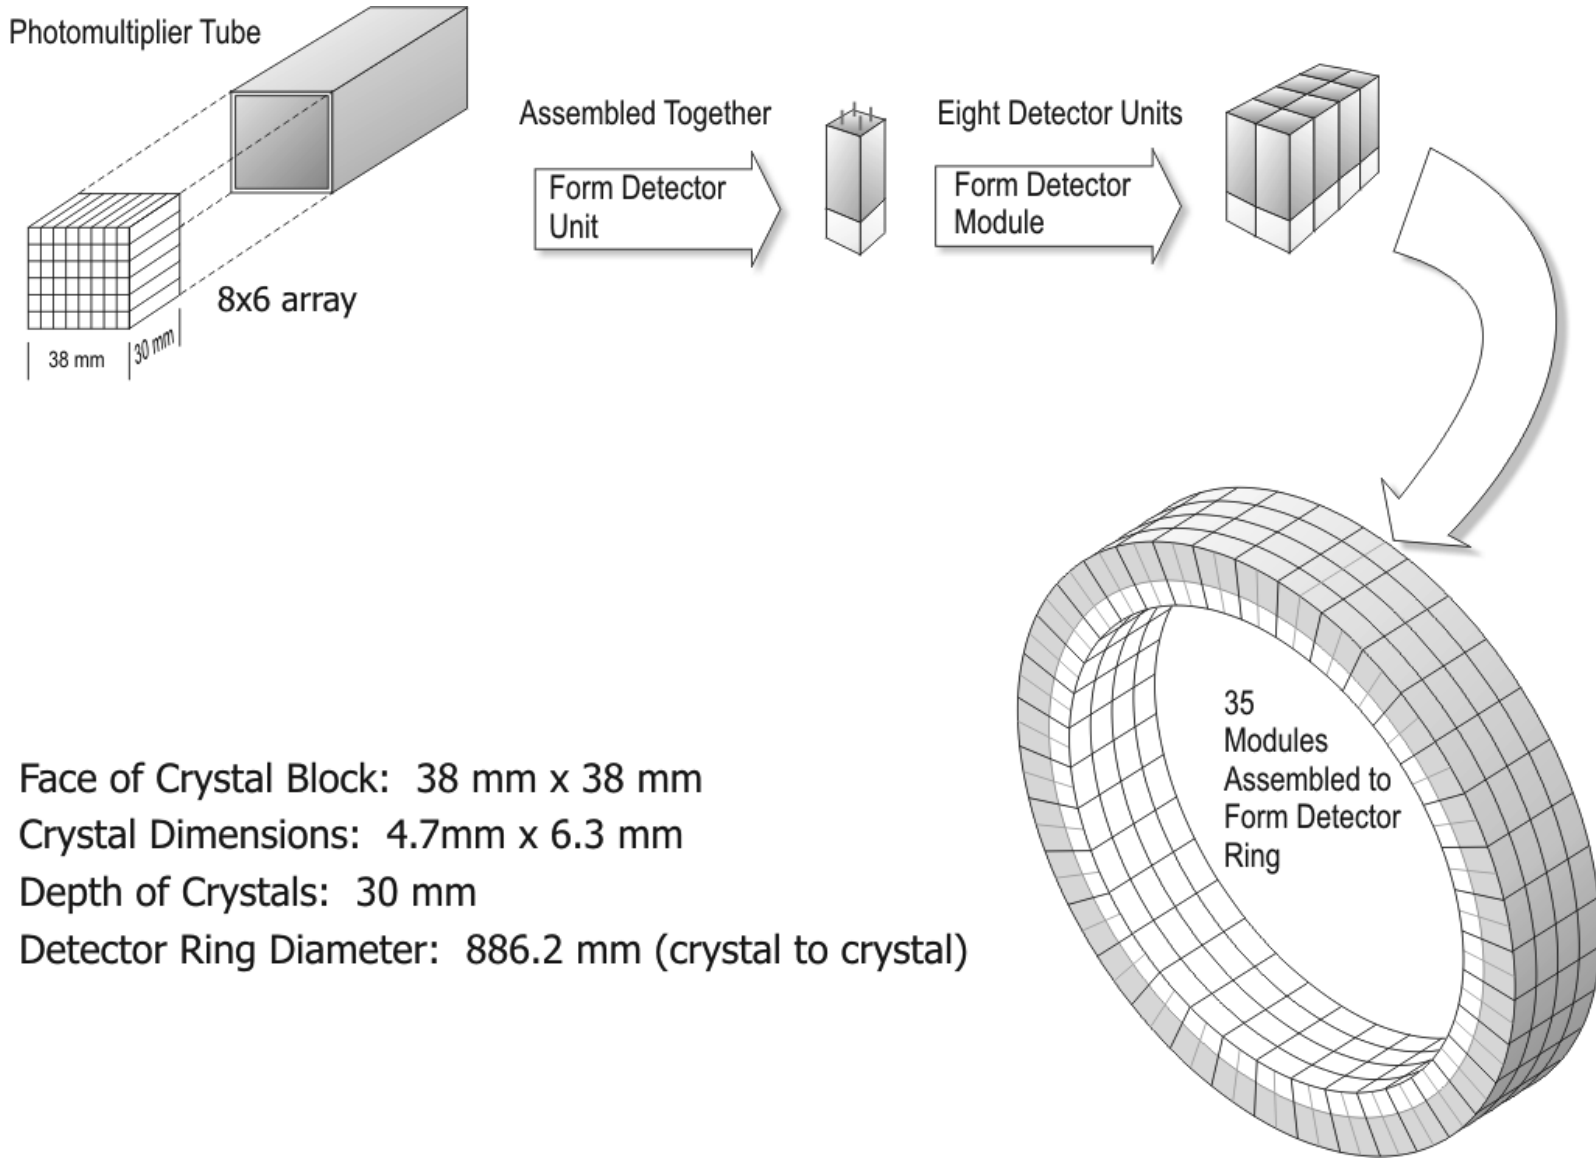 Photomultiplier Tube
Assembled Together
Form Detector
Unit
Eight Detector Units
Form Detector
Module
8x6 array
38 mm
30 mm
35
Modules
Assembled to
Form Detector
Ring
Face of Crystal Block: 38 mm x 38 mm
Crystal Dimensions: 4.7mm x 6.3 mm
Depth of Crystals: 30 mm
Detector Ring Diameter: 886.2 mm (crystal to crystal)